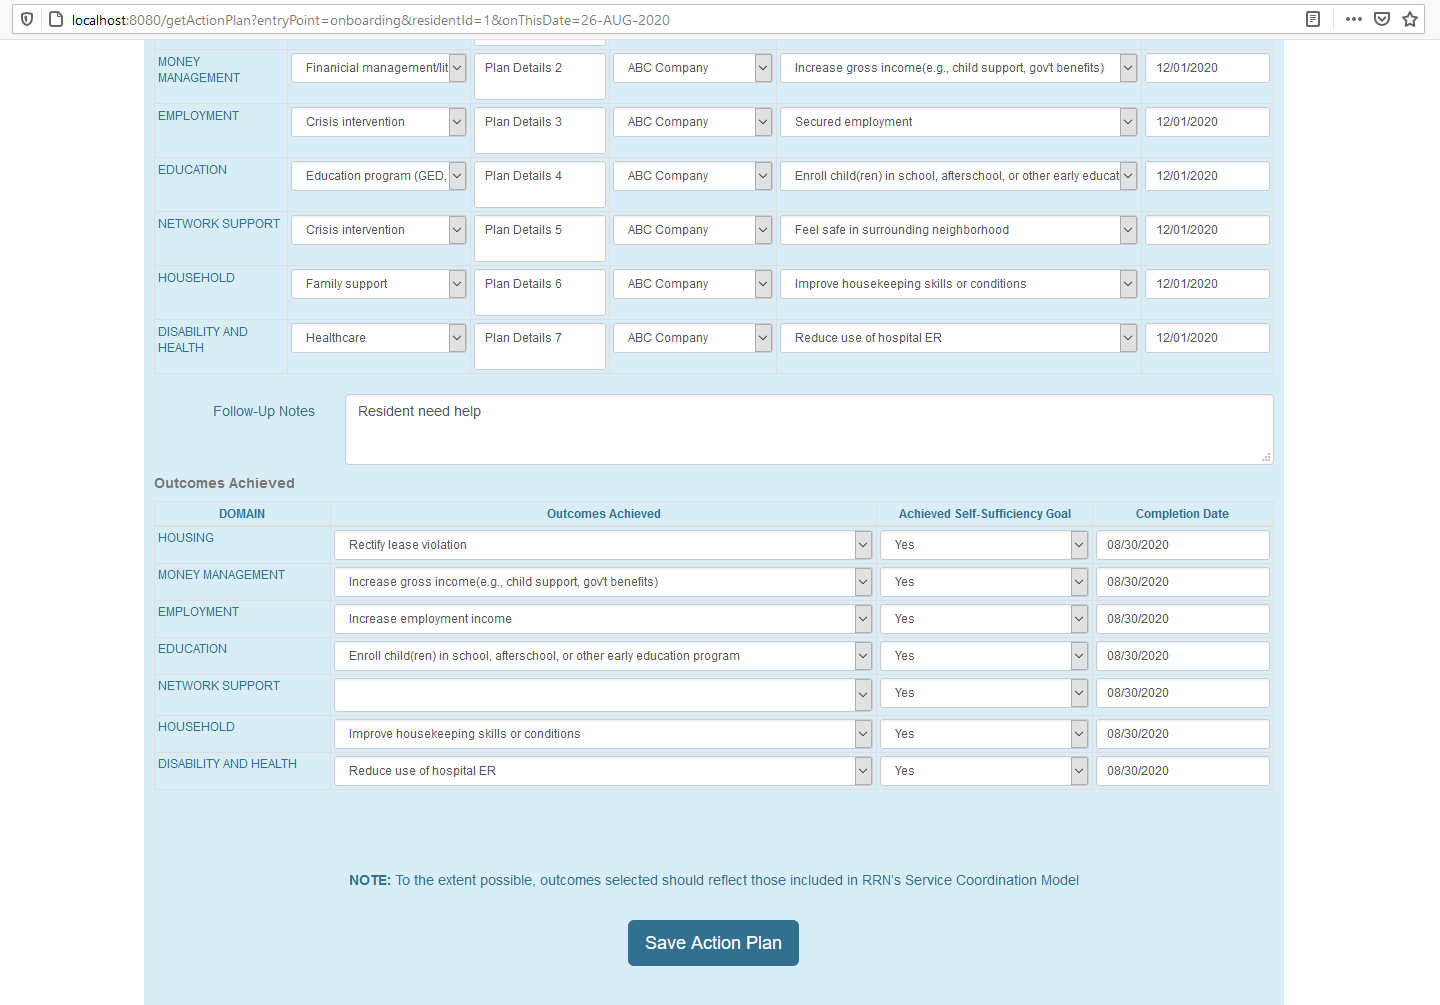 localhost:8080/getActionPlan?entryPoint=onboarding&residentId=1&onThisDate=26-AUG-2020
MONEY MANAGEMENT Finanicial management/lit Plan Details 2 ABC Company Increase gross income(e.g., child support, gov't benefits) 12/01/2020
EMPLOYMENT Crisis intervention Plan Details 3 ABC Company Secured employment 12/01/2020
EDUCATION Education program (GED, Plan Details 4 ABC Company Enroll child(ren) in school, afterschool, or other early educat 12/01/2020
NETWORK SUPPORT Crisis intervention Plan Details 5 ABC Company Feel safe in surrounding neighborhood 12/01/2020
HOUSEHOLD Family support Plan Details 6 ABC Company Improve housekeeping skills or conditions 12/01/2020
DISABILITY AND HEALTH Healthcare Plan Details 7 ABC Company Reduce use of hospital ER 12/01/2020
Follow-Up Notes Resident need help
Outcomes Achieved
DOMAIN Outcomes Achieved Achieved Self-Sufficiency Goal Completion Date
HOUSING Rectify lease violation Yes 08/30/2020
MONEY MANAGEMENT Increase gross income(e.g., child support, gov't benefits) Yes 08/30/2020
EMPLOYMENT Increase employment income Yes 08/30/2020
EDUCATION Enroll child(ren) in school, afterschool, or other early education program Yes 08/30/2020
NETWORK SUPPORT Yes 08/30/2020
HOUSEHOLD Improve housekeeping skills or conditions Yes 08/30/2020
DISABILITY AND HEALTH Reduce use of hospital ER Yes 08/30/2020
NOTE: To the extent possible, outcomes selected should reflect those included in RRN's Service Coordination Model
Save Action Plan